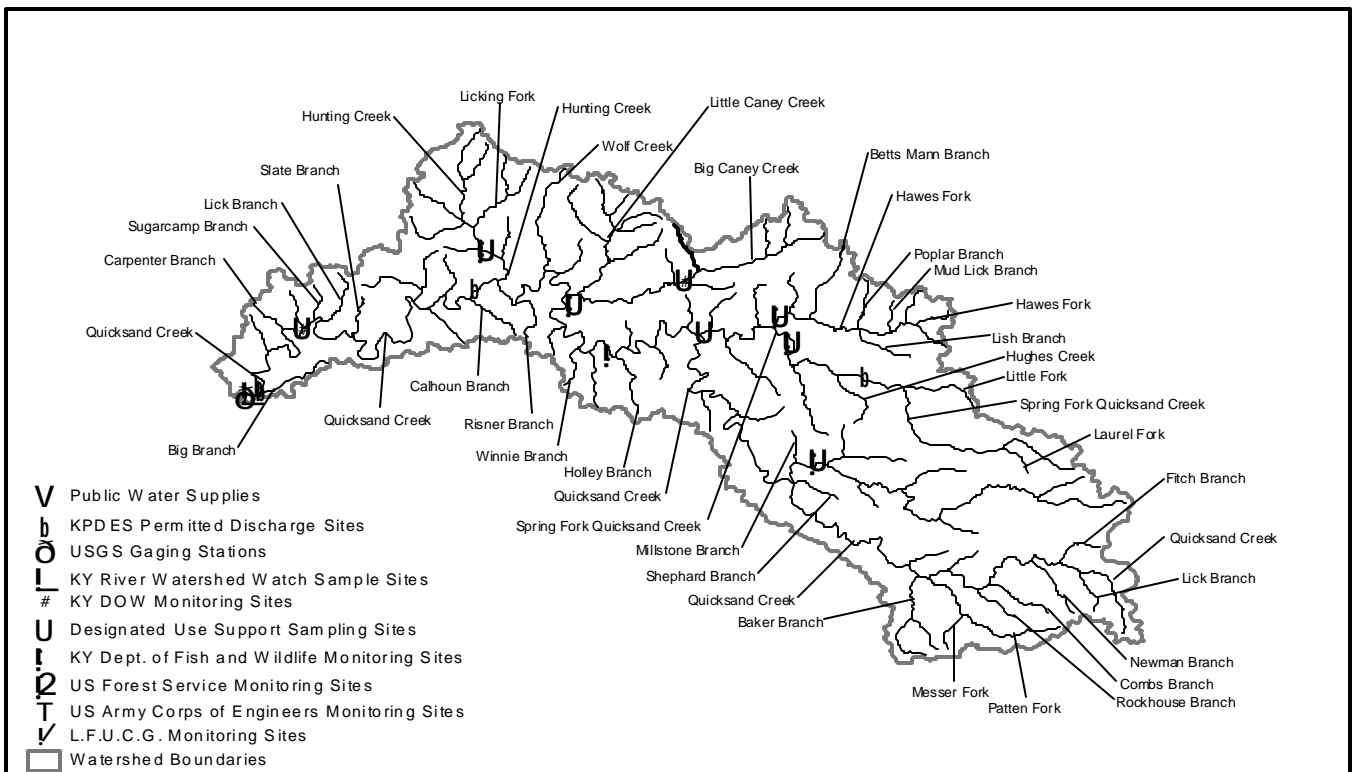 Licking Fork
Little Caney Creek
Hunting Creek
Hunting Creek
Wolf Creek
Betts Mann Branch
Slate Branch
Big Caney Creek
Hawes Fork
Lick Branch
Sugarcamp Branch
Poplar Branch
Carpenter Branch
Mud Lick Branch
Hawes Fork
Quicksand Creek
Lish Branch
Hughes Creek
Little Fork
Calhoun Branch
Spring Fork Quicksand Creek
Quicksand Creek
Risner Branch
Laurel Fork
Big Branch
Winnie Branch
Holley Branch
Fitch Branch
Quicksand Creek
Spring Fork Quicksand Creek
Millstone Branch
Quicksand Creek
Shephard Branch
Lick Branch
Quicksand Creek
Baker Branch
Newman Branch
Combs Branch
Messer Fork
Rockhouse Branch
Patten Fork
V Public Water Supplies
KPDES Permitted Discharge Sites
USGS Gaging Stations
KY River Watershed Watch Sample Sites
# KY DOW Monitoring Sites
U Designated Use Support Sampling Sites
KY Dept. of Fish and Wildlife Monitoring Sites
US Forest Service Monitoring Sites
T US Army Corps of Engineers Monitoring Sites
L.F.U.C.G. Monitoring Sites
Watershed Boundaries